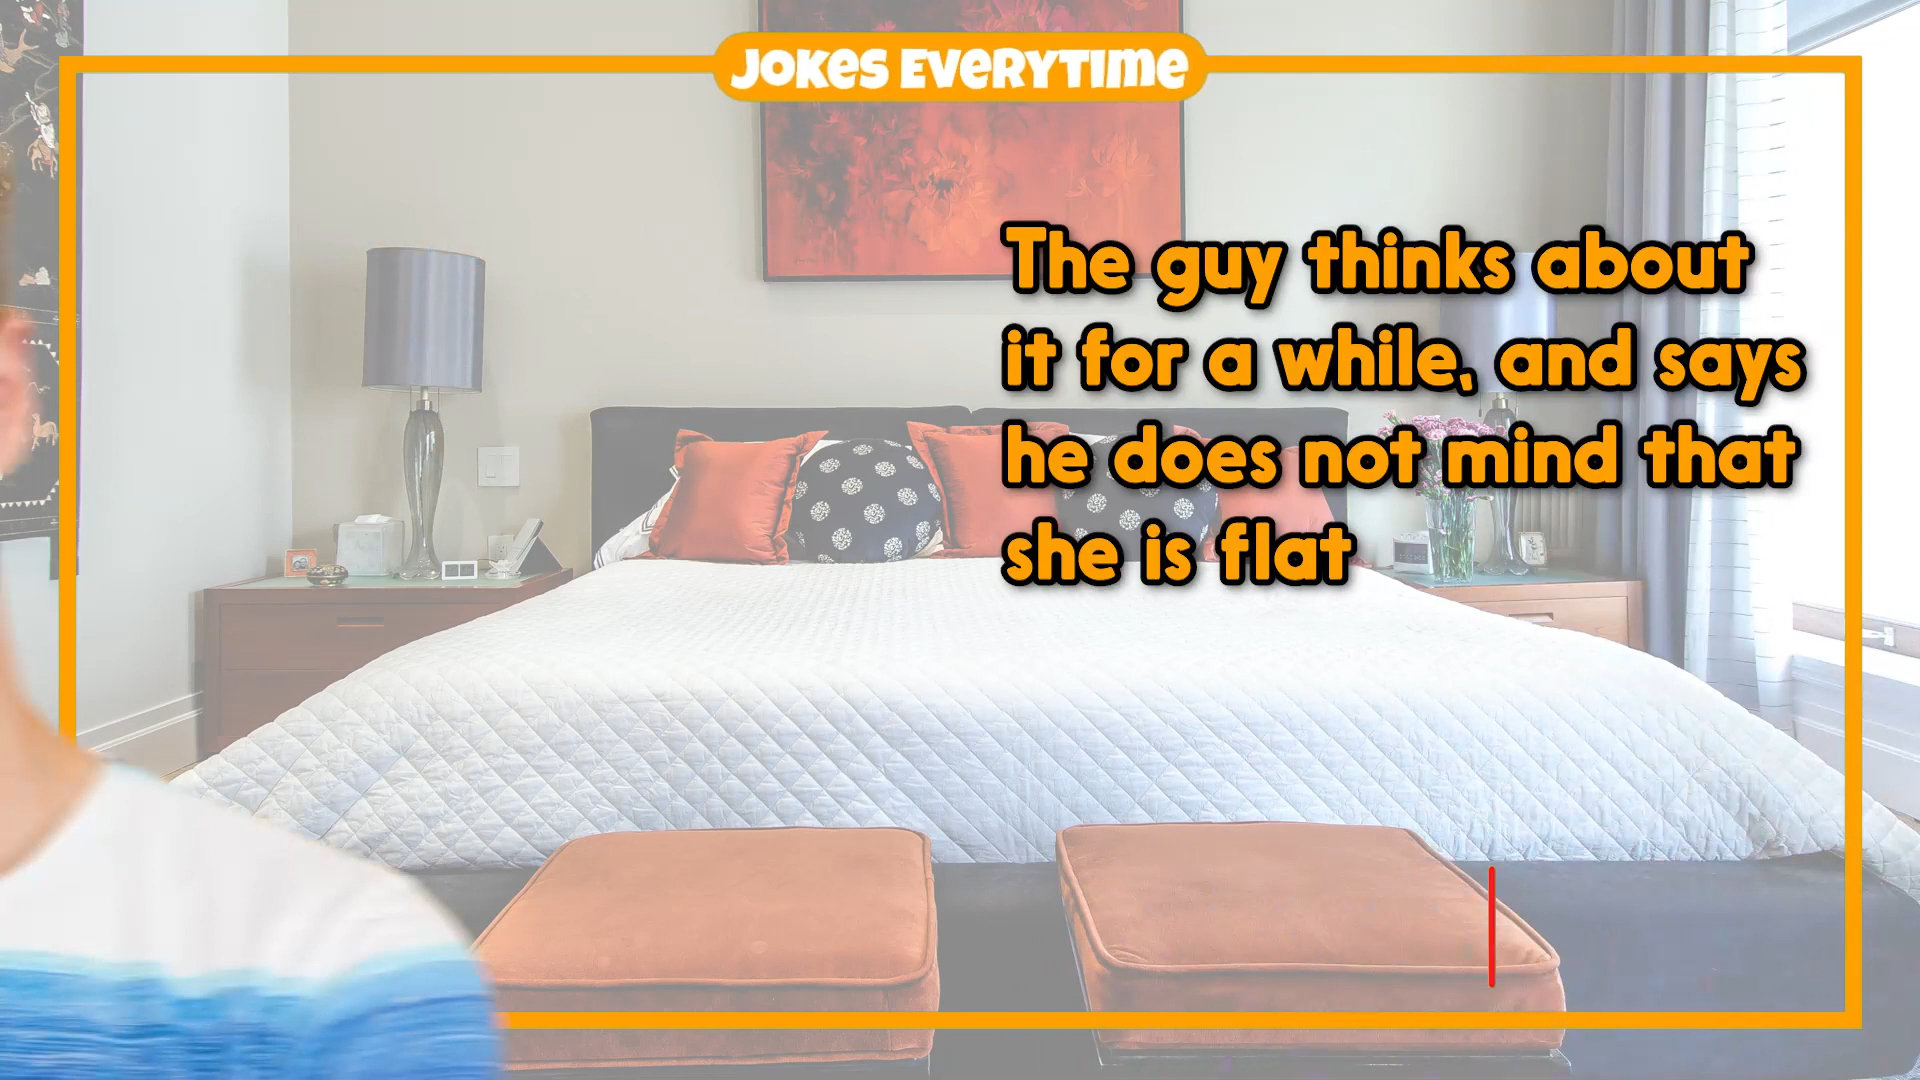 JOKES EVERYTIME
The guy thinks about
it for a while, and says
he does not mind that
she is flat